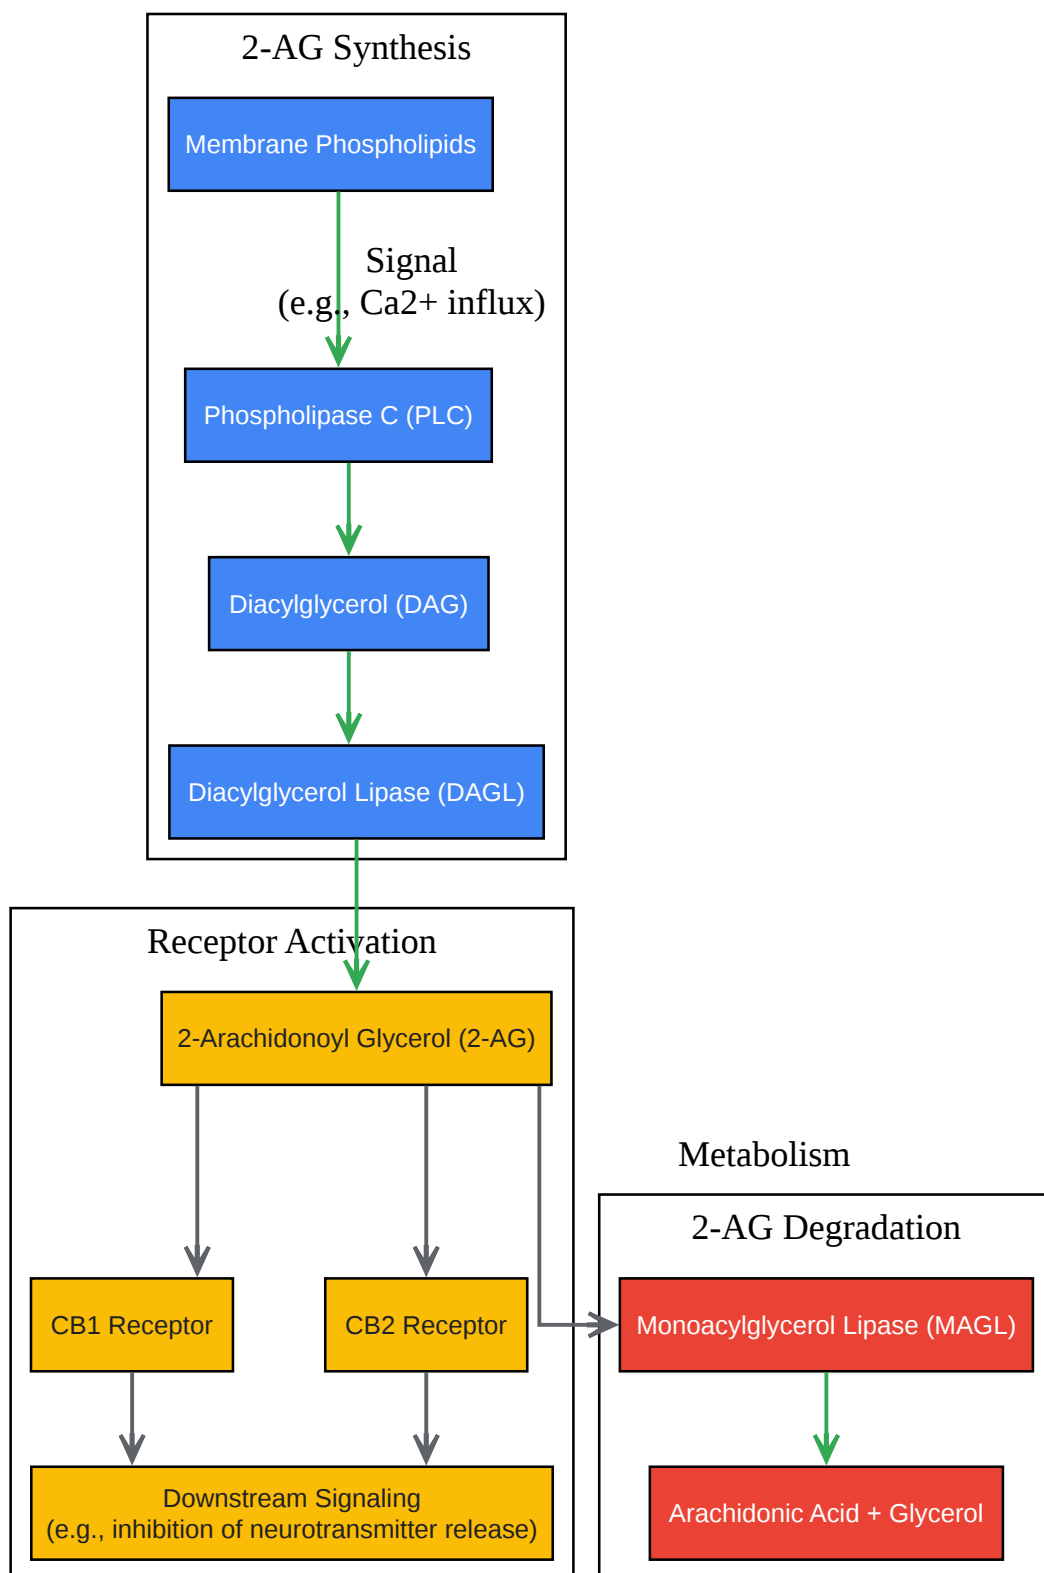 2-AG Synthesis
Membrane Phospholipids
Signal
(e.g., Ca2+ influx)
Phospholipase C (PLC)
Diacylglycerol (DAG)
Diacylglycerol Lipase (DAGL)
Receptor Activation
2-Arachidonoyl Glycerol (2-AG)
Metabolism
2-AG Degradation
CB1 Receptor
CB2 Receptor
Monoacylglycerol Lipase (MAGL)
Downstream Signaling
(e.g., inhibition of neurotransmitter release)
Arachidonic Acid + Glycerol